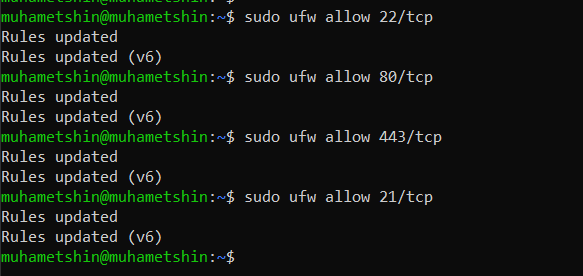 muhametshin@muhametshin:~$
muhametshin@muhametshin:~$ sudo ufw allow 22/tcp
Rules updated
Rules updated (v6)
muhametshin@muhametshin:~$ sudo ufw allow 80/tcp
Rules updated
Rules updated (v6)
muhametshin@muhametshin:~$ sudo ufw allow 443/tcp
Rules updated
Rules updated (v6)
muhametshin@muhametshin:~$ sudo ufw allow 21/tcp
Rules updated
Rules updated (v6)
muhametshin@muhametshin:~$